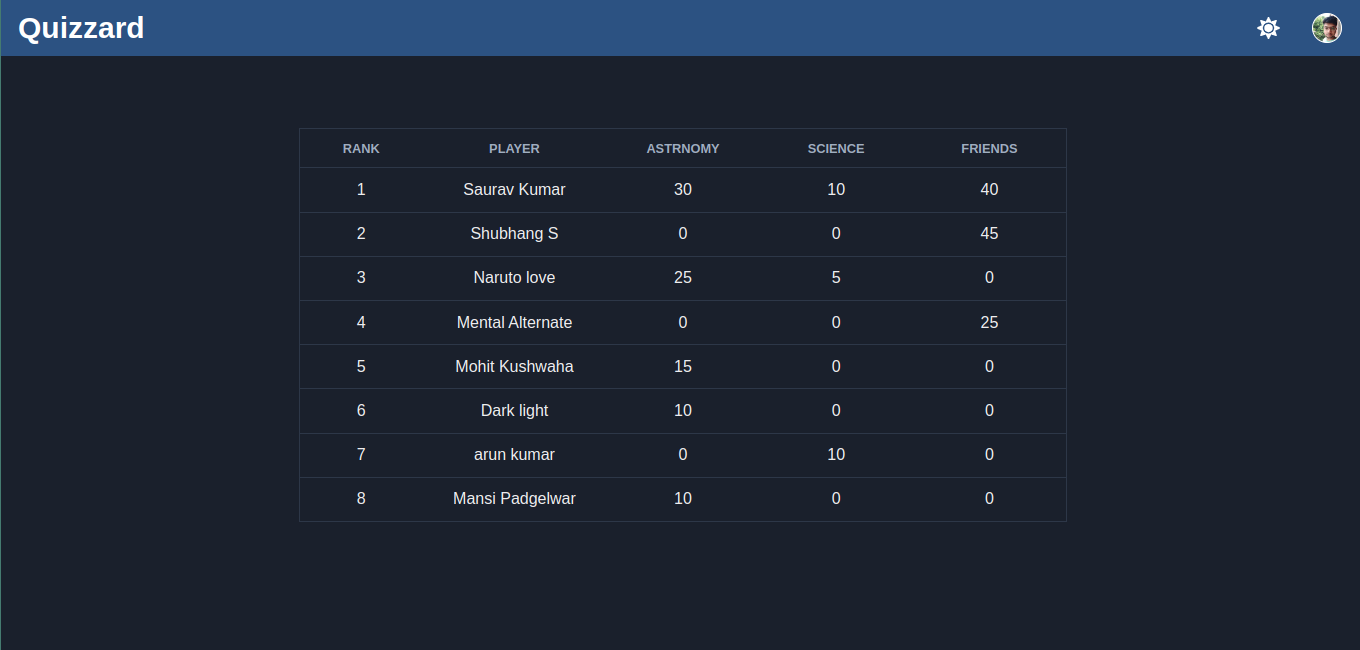 Quizzard
RANK PLAYER ASTRNOMY SCIENCE FRIENDS
1 Saurav Kumar 30 10 40
2 Shubhang S 0 0 45
3 Naruto love 25 5 0
4 Mental Alternate 0 0 25
5 Mohit Kushwaha 15 0 0
6 Dark light 10 0 0
7 arun kumar 0 10 0
8 Mansi Padgelwar 10 0 0